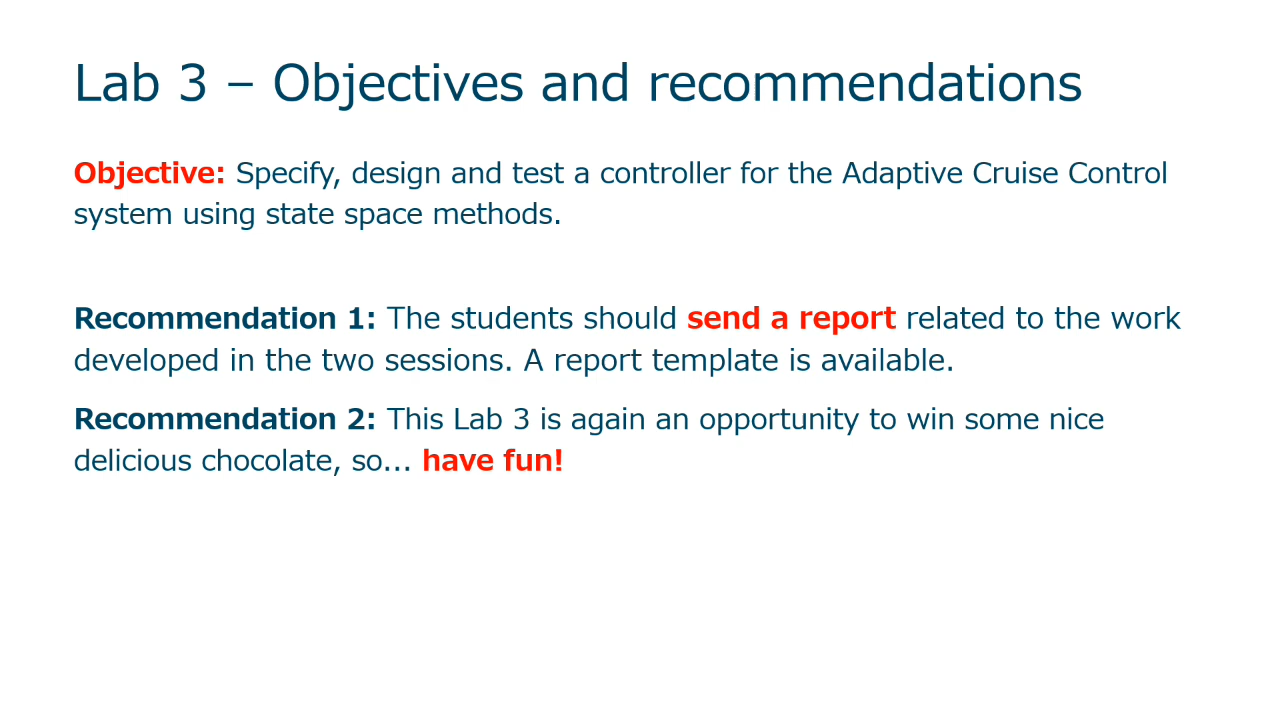 Lab 3 – Objectives and recommendations
Objective: Specify, design and test a controller for the Adaptive Cruise Control
system using state space methods.
Recommendation 1: The students should send a report related to the work
developed in the two sessions. A report template is available.
Recommendation 2: This Lab 3 is again an opportunity to win some nice
delicious chocolate, so... have fun!